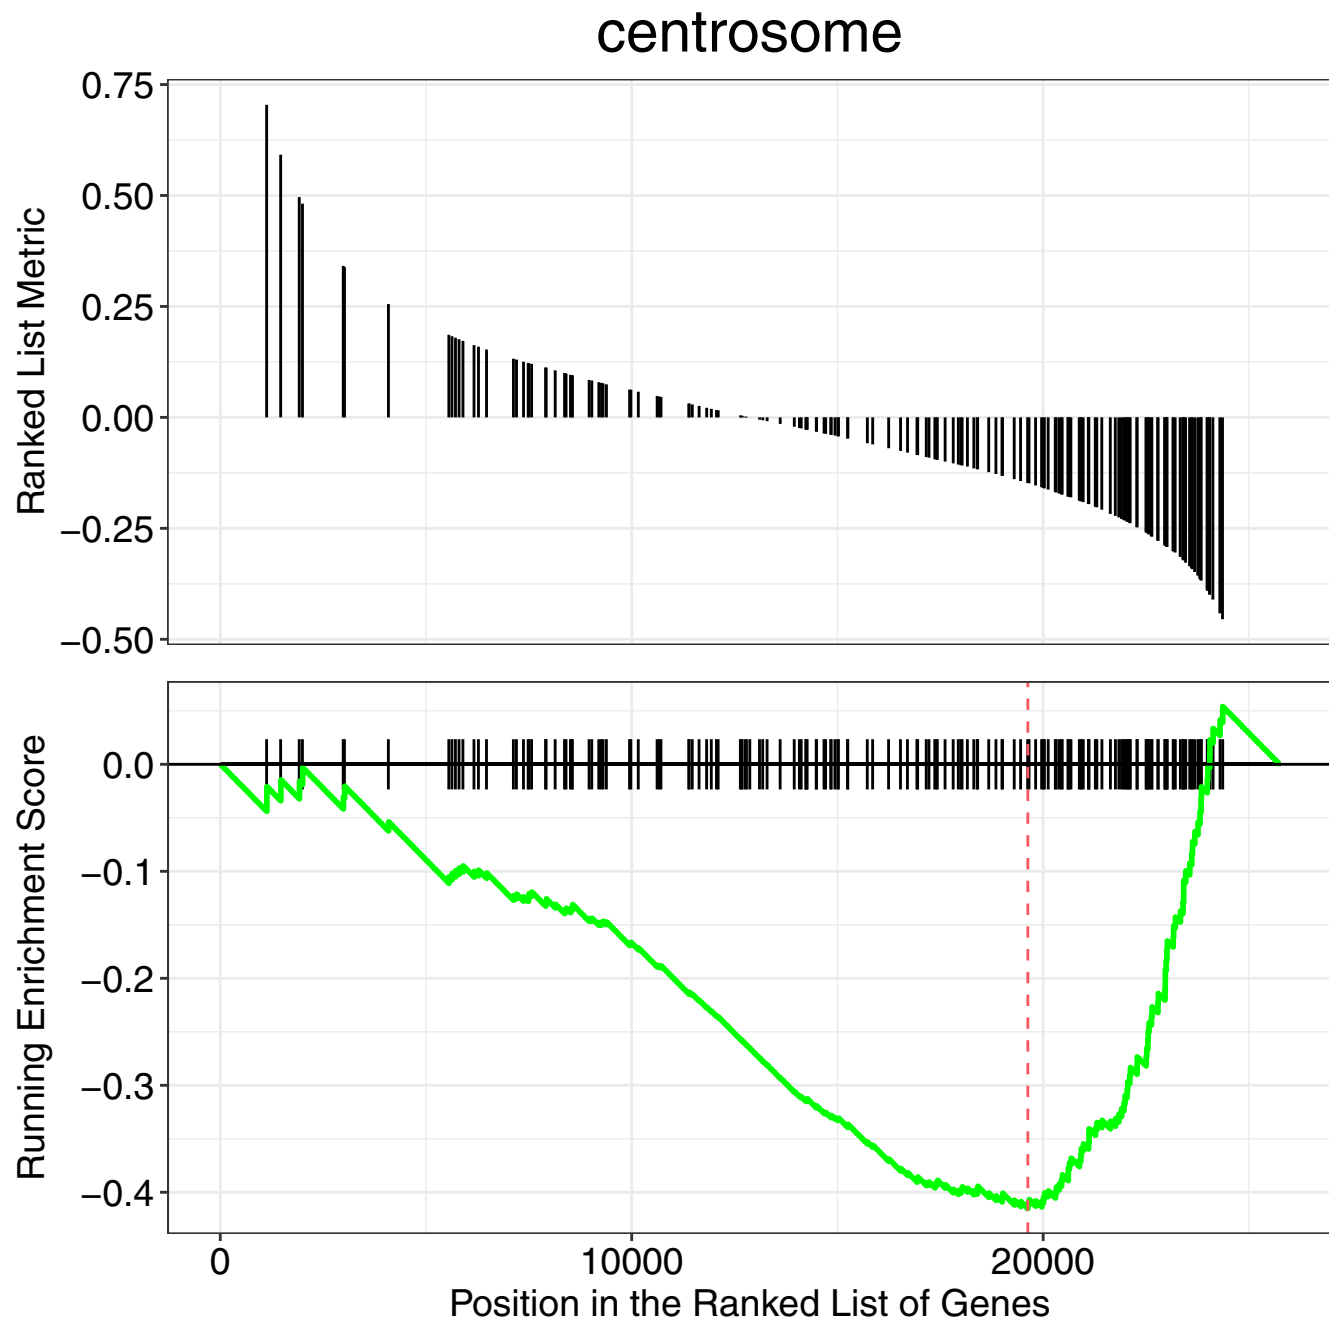 centrosome
Ranked List Metric
0.75
0.50
0.25
0.00
−0.25
−0.50
Running Enrichment Score
0.0
−0.1
−0.2
−0.3
−0.4
0 10000 20000
Position in the Ranked List of Genes